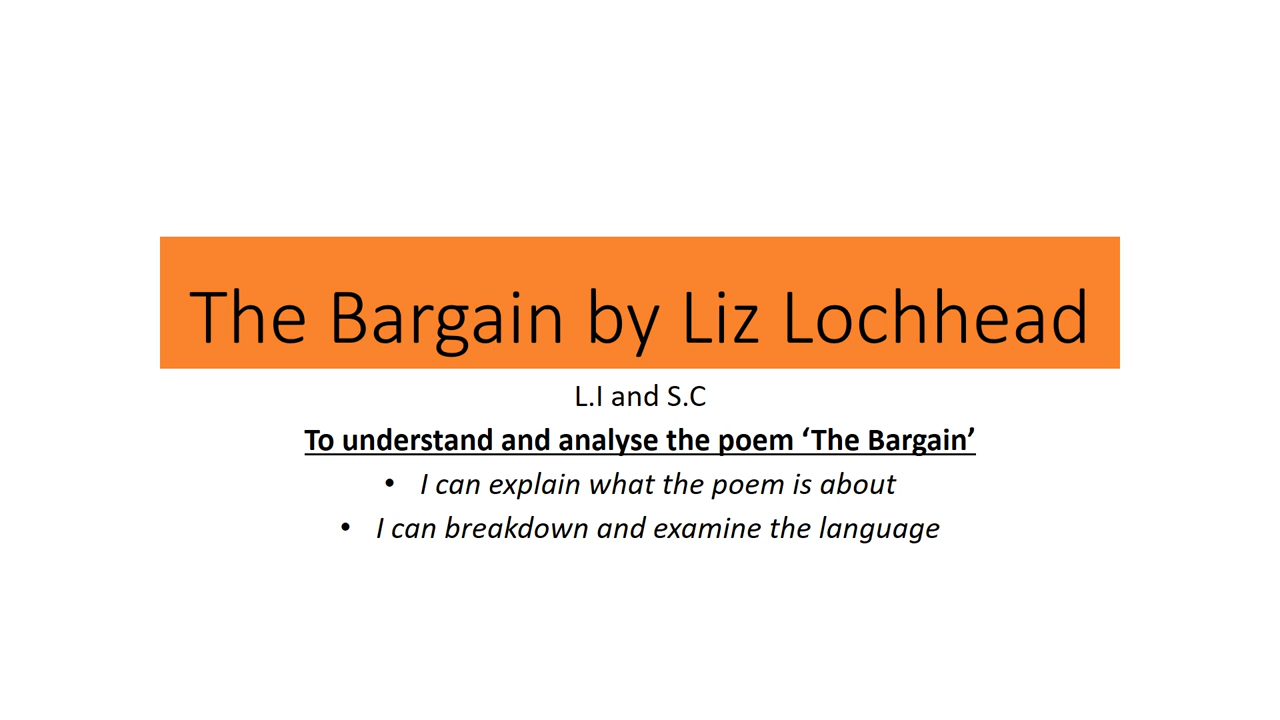 The Bargain by Liz Lochhead
L.I and S.C
To understand and analyse the poem ‘The Bargain’
• I can explain what the poem is about
• I can breakdown and examine the language